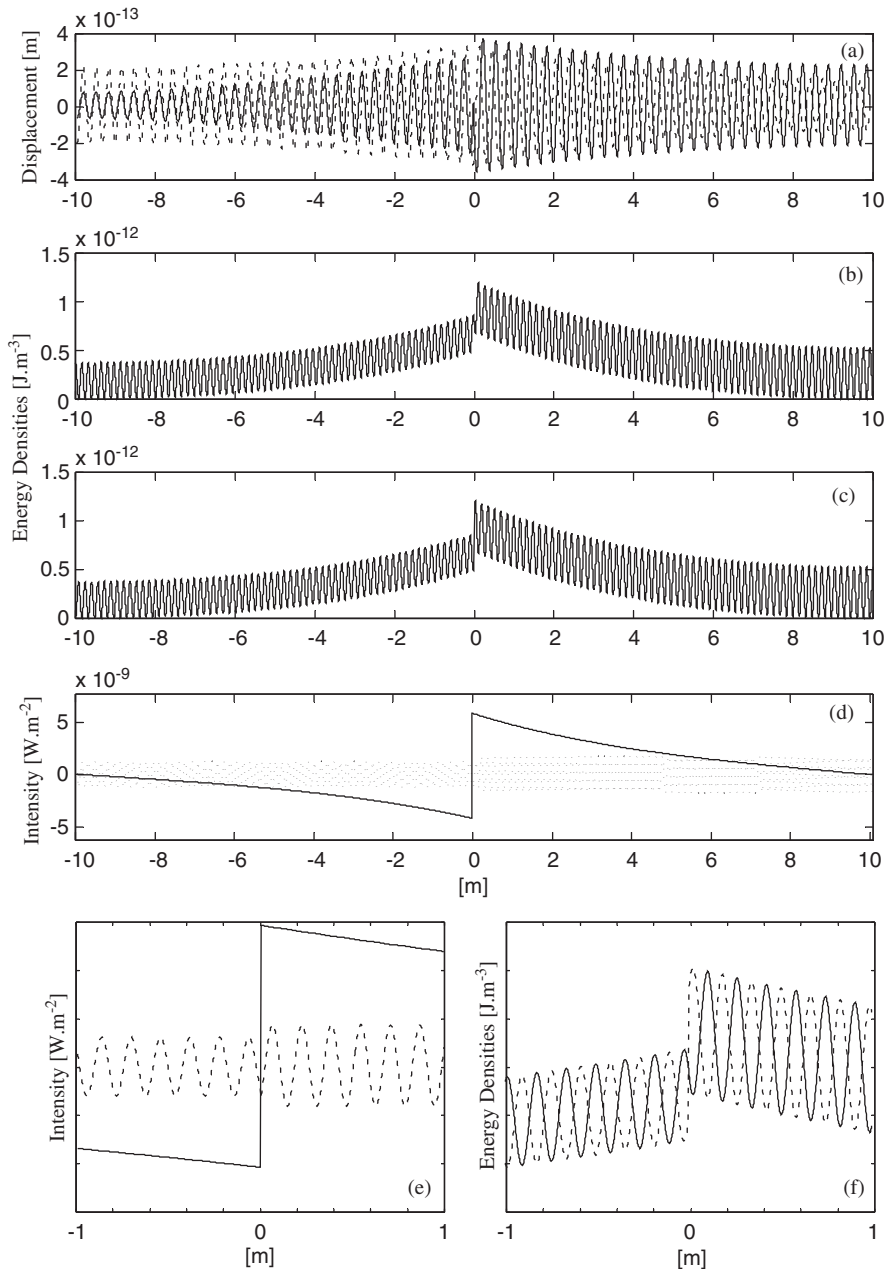 x 10-13
4
2
0
-2
-4
Displacement [m]
(a)
-10 -8 -6 -4 -2 0 2 4 6 8 10
x 10-12
1.5
1
0.5
0
(b)
-10 -8 -6 -4 -2 0 2 4 6 8 10
Energy Densities [J.m-3]
x 10-12
1.5
1
0.5
0
(c)
-10 -8 -6 -4 -2 0 2 4 6 8 10
x 10-9
5
0
-5
Intensity [W.m-2]
(d)
-10 -8 -6 -4 -2 0 2 4 6 8 10
[m]
Intensity [W.m-2]
(e)
-1 0 1
[m]
Energy Densities [J.m-3]
(f)
-1 0 1
[m]